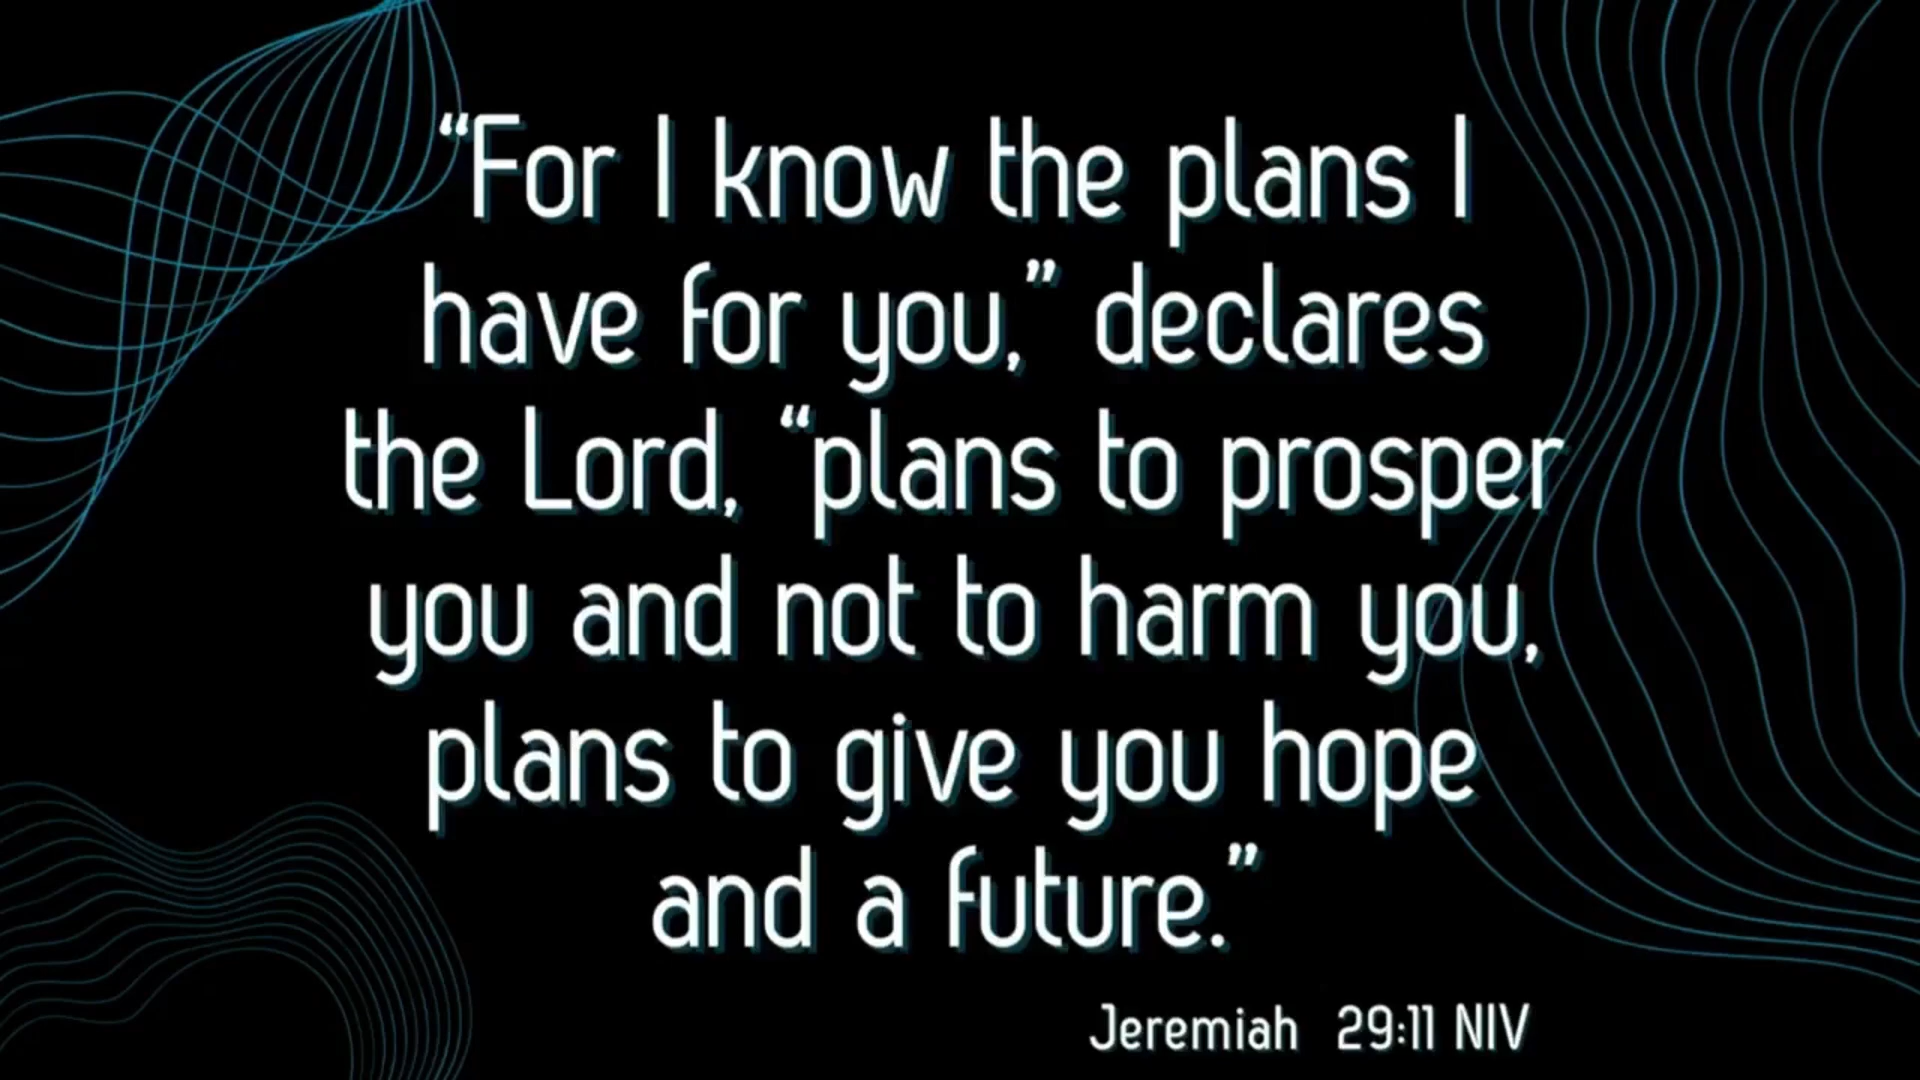 “For I know the plans I
have for you,” declares
the Lord, “plans to prosper
you and not to harm you,
plans to give you hope
and a future.”
Jeremiah 29:11 NIV